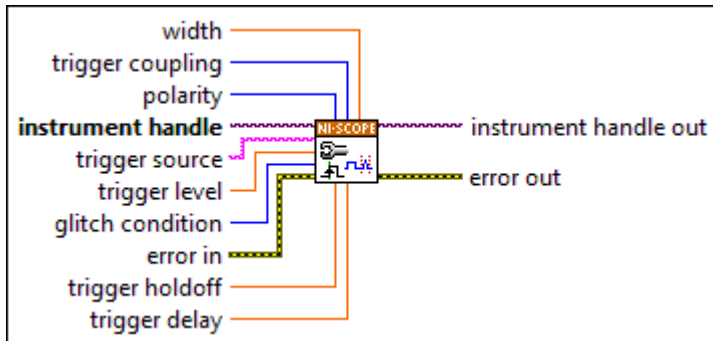 width
trigger coupling
polarity
instrument handle
NI-SCOPE
instrument handle out
trigger source
trigger level
error out
glitch condition
error in
trigger holdoff
trigger delay